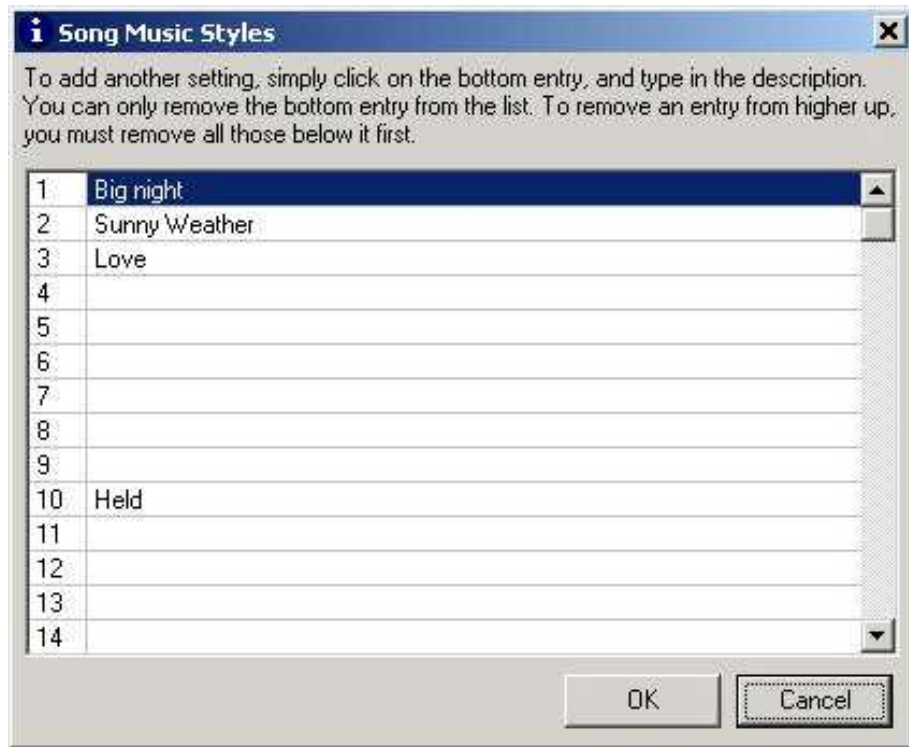 i Song Music Styles
To add another setting, simply click on the bottom entry, and type in the description.
You can only remove the bottom entry from the list. To remove an entry from higher up,
you must remove all those below it first.
1 Big night
2 Sunny Weather
3 Love
4
5
6
7
8
9
10 Held
11
12
13
14
OK Cancel